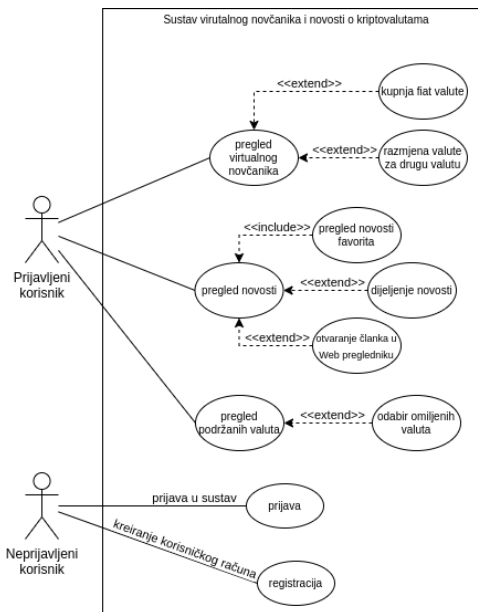 Sustav virutalnog novčanika i novosti o kriptovalutama
<<extend>>
kupnja fiat valute
pregled
virtualnog
novčanika
<<extend>>
razmjena valute
za drugu valutu
Prijavljeni
korisnik
<<include>>
pregled novosti
favorita
pregled novosti
<<extend>>
dijeljenje novosti
<<extend>>
otvaranje članka u
Web pregledniku
pregled
podržanih valuta
<<extend>>
odabir omiljenih
valuta
Neprijavljeni
korisnik
prijava u sustav
prijava
kreiranje korisničkog računa
registracija